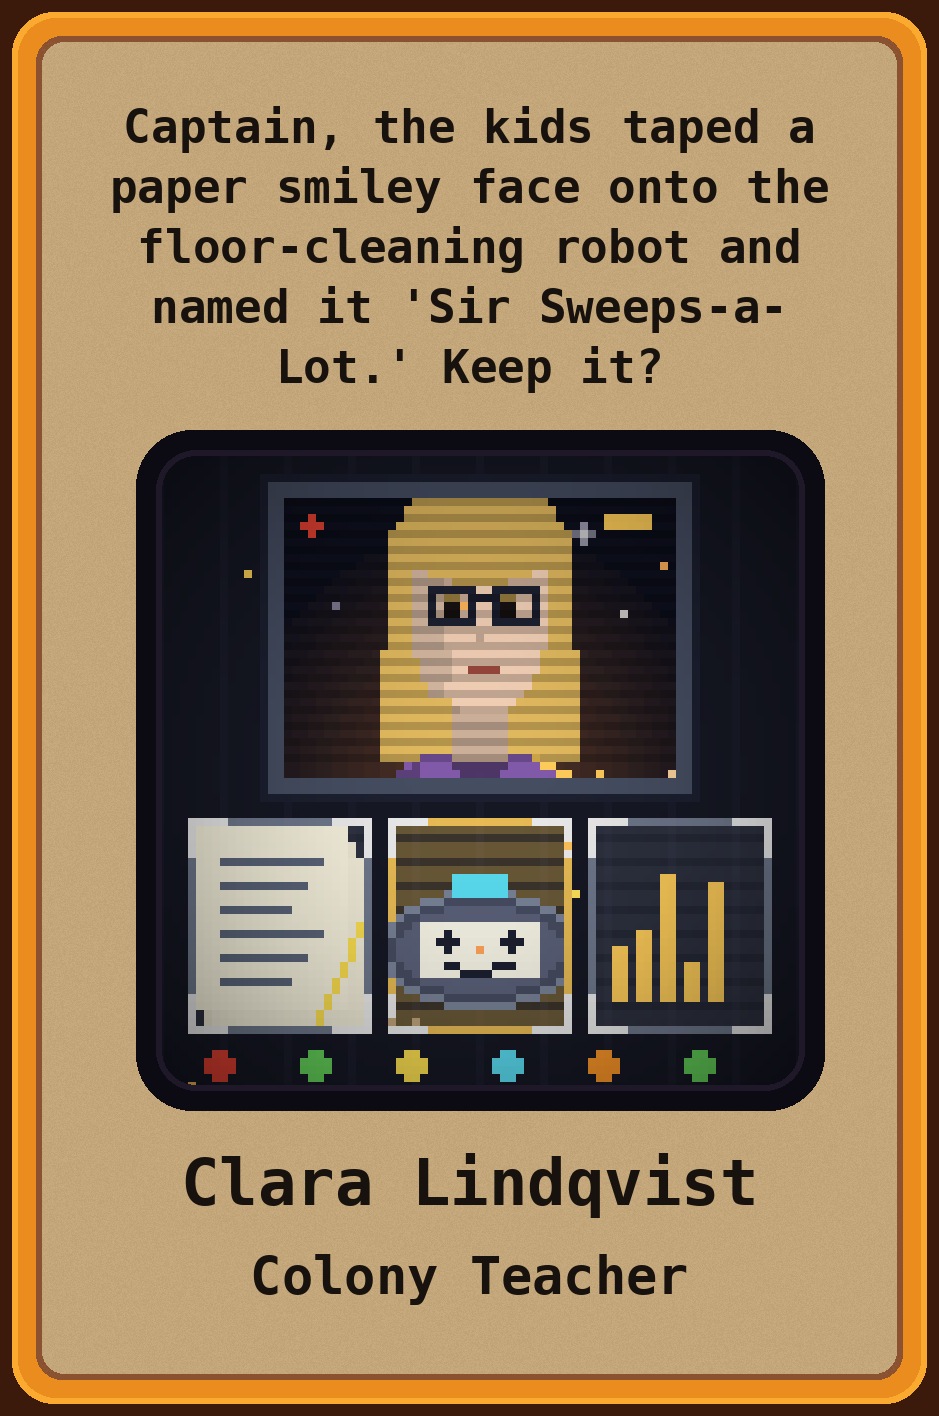 Captain, the kids taped a
paper smiley face onto the
floor-cleaning robot and
named it 'Sir Sweeps-a-
Lot.' Keep it?
Clara Lindqvist
Colony Teacher